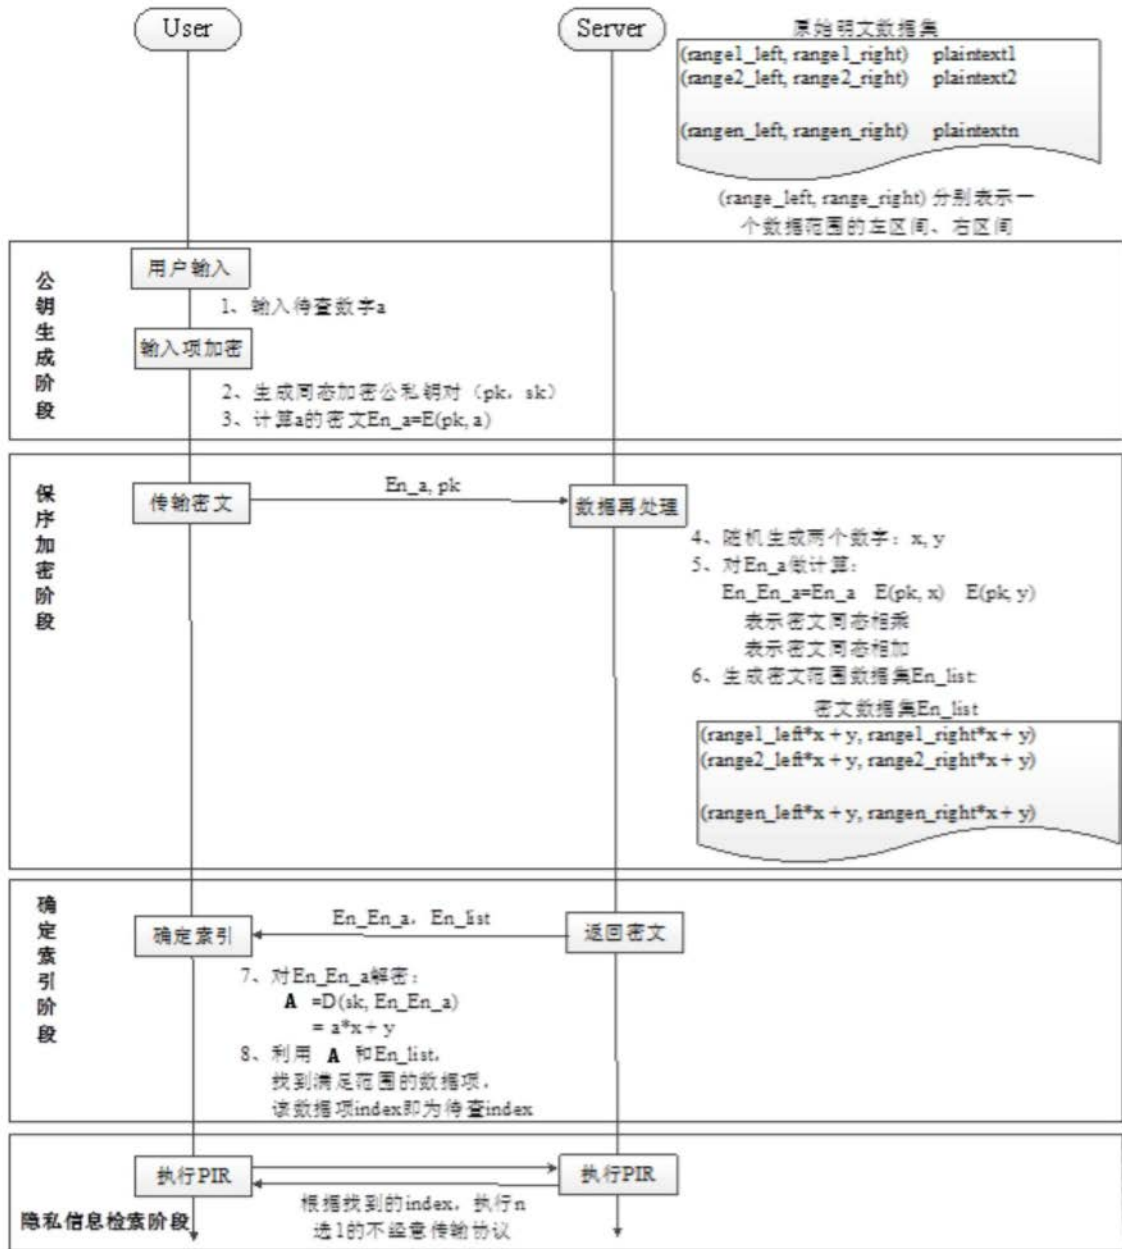 User
Server
原始明文数据集
(range1_left, range1_right) plaintext1
(range2_left, range2_right) plaintext2
(rangen_left, rangen_right) plaintextn
(range_left, range_right) 分别表示一
个数据范围的左区间、右区间
公钥生成阶段
用户输入
1、输入待查数字a
输入项加密
2、生成同态加密公私钥对（pk，sk）
3、计算a的密文En_a=E(pk, a)
保序加密阶段
传输密文
En_a, pk
数据再处理
4、随机生成两个数字：x, y
5、对En_a做计算：
En_En_a=En_a E(pk, x) E(pk, y)
表示密文同态相乘
表示密文同态相加
6、生成密文范围数据集En_list:
密文数据集En_list
(range1_left*x + y, range1_right*x + y)
(range2_left*x + y, range2_right*x + y)
(rangen_left*x + y, rangen_right*x + y)
确定索引阶段
确定索引
En_En_a，En_list
返回密文
7、对En_En_a解密：
A =D(sk, En_En_a)
= a*x + y
8、利用 A 和En_list，
找到满足范围的数据项，
该数据项index即为待查index
隐私信息检索阶段
执行PIR
执行PIR
根据找到的index，执行n
选1的不经意传输协议